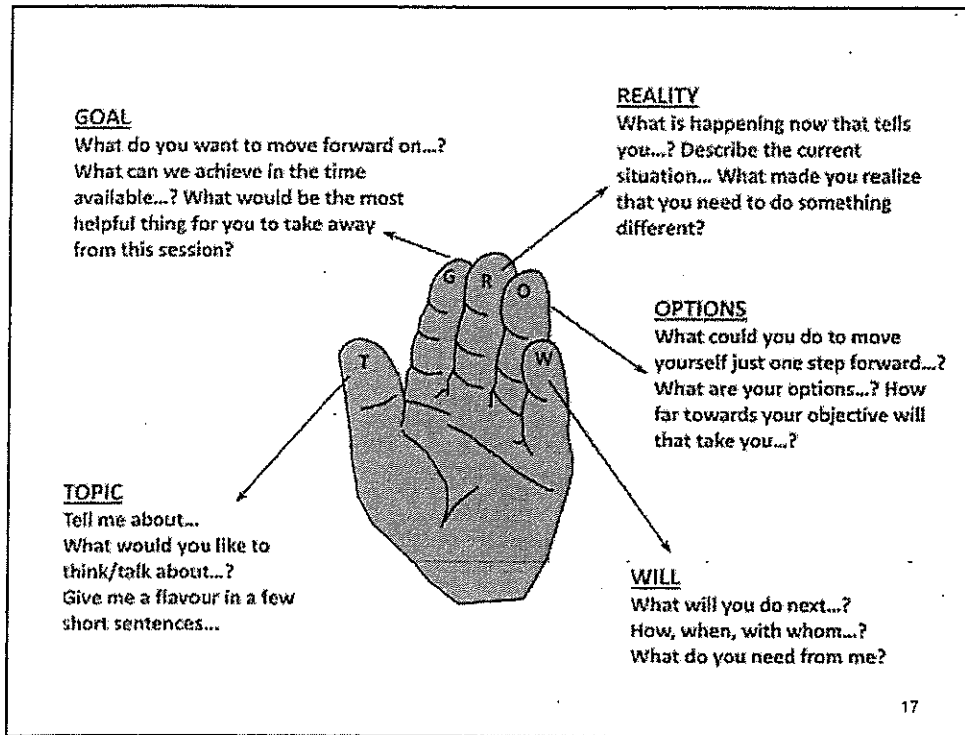 GOAL
What do you want to move forward on...?
What can we achieve in the time
available...? What would be the most
helpful thing for you to take away
from this session?
REALITY
What is happening now that tells
you...? Describe the current
situation... What made you realize
that you need to do something
different?
G
R
O
W
T
OPTIONS
What could you do to move
yourself just one step forward...?
What are your options...? How
far towards your objective will
that take you...?
TOPIC
Tell me about...
What would you like to
think/talk about...?
Give me a flavour in a few
short sentences...
WILL
What will you do next...?
How, when, with whom...?
What do you need from me?
17